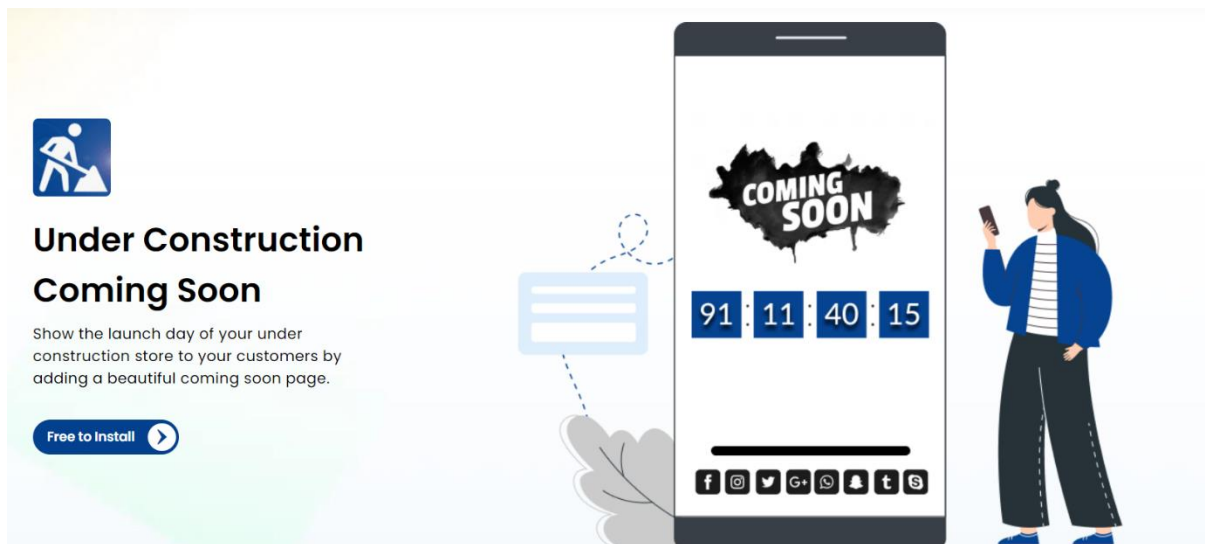 Under Construction
Coming Soon
Show the launch day of your under
construction store to your customers by
adding a beautiful coming soon page.
Free to Install
COMING
SOON
91 : 11 : 40 : 15